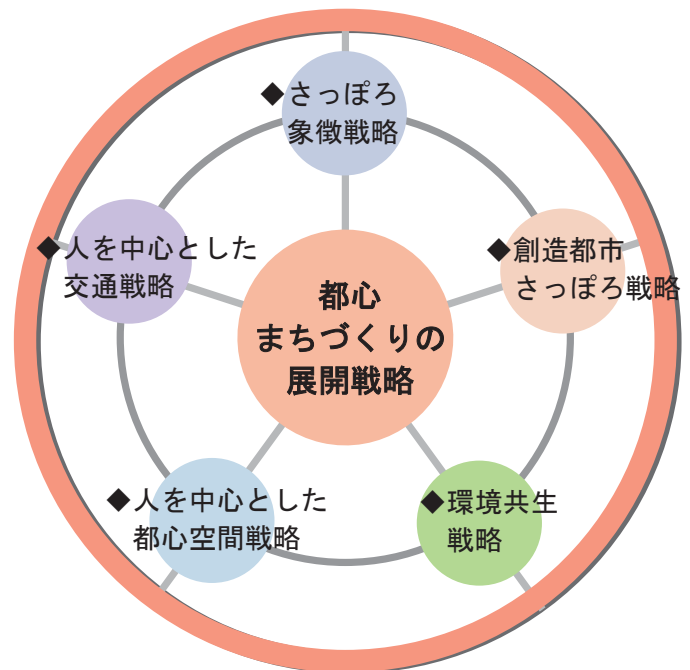 ◆さっぽろ
象徴戦略
◆人を中心とした
交通戦略
◆創造都市
さっぽろ戦略
都心
まちづくりの
展開戦略
◆人を中心とした
都心空間戦略
◆環境共生
戦略